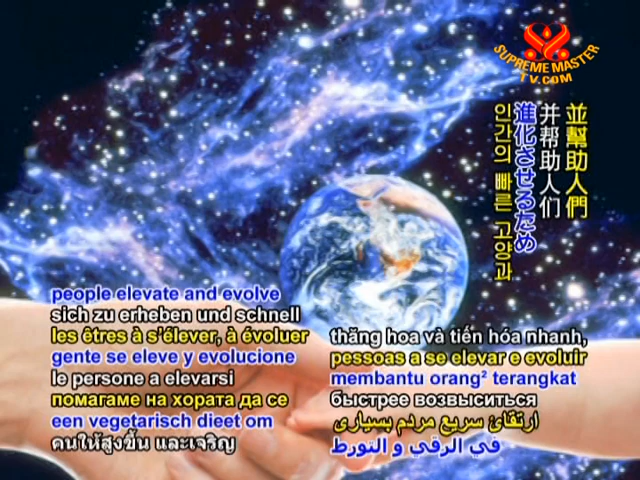 SUPREME MASTER
TV.COM
並幫助人們
并帮助人们
進化させるため
인간의 빠른 고양과
people elevate and evolve
sich zu erheben und schnell
les êtres à s'élever, à évoluer
gente se eleve y evolucione
le persone a elevarsi
помагаме на хората да се
een vegetarisch dieet om
คนให้สูงขึ้น และเจริญ
thăng hoa và tiến hóa nhanh,
pessoas a se elevar e evoluir
membantu orang² terangkat
быстрее возвыситься
ارتقائ سریع مردم بسیاری
في الرقي و التورط